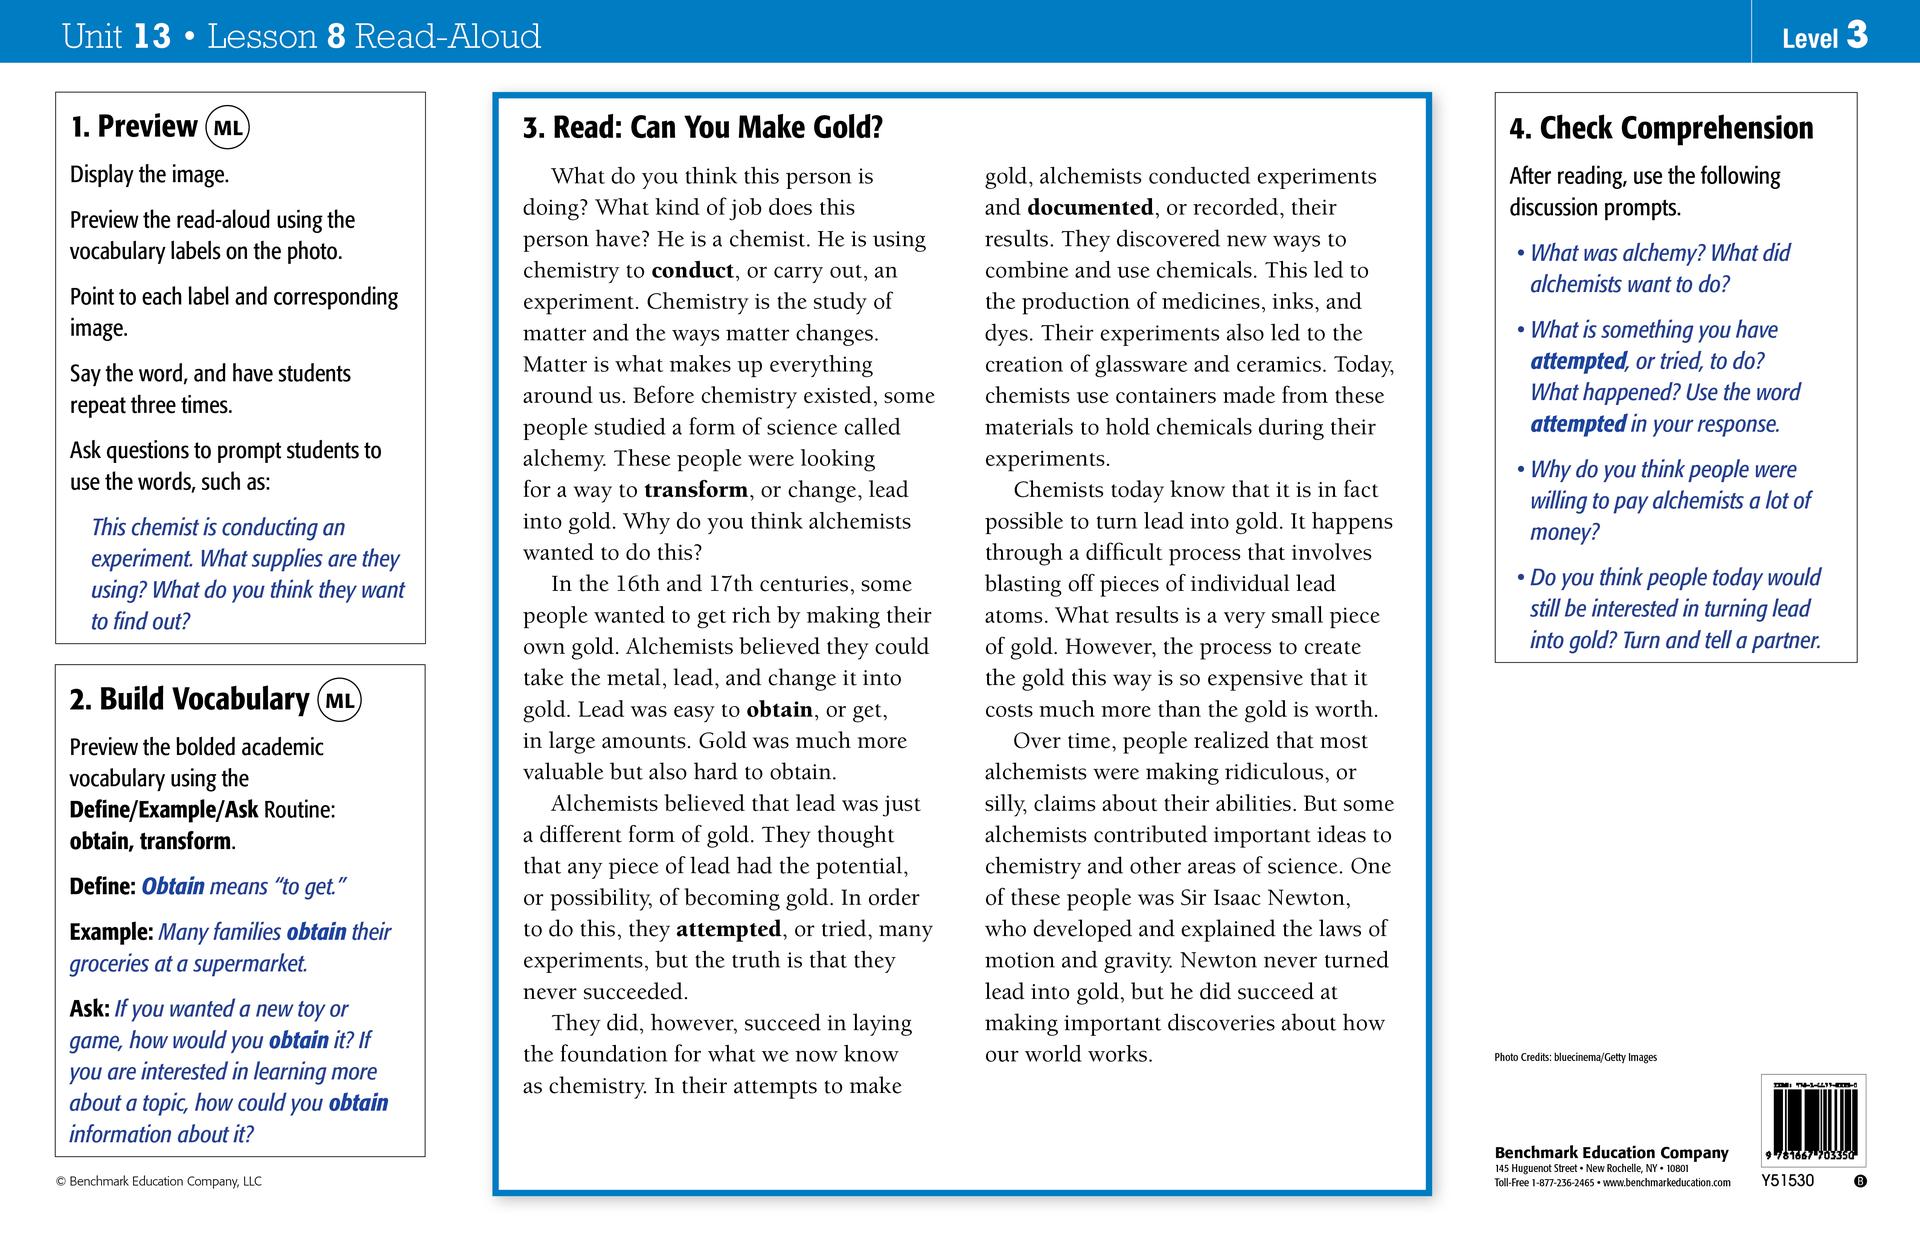 Unit 13 • Lesson 8 Read-Aloud
Level 3
1. Preview ML
Display the image.
Preview the read-aloud using the
vocabulary labels on the photo.
Point to each label and corresponding
image.
Say the word, and have students
repeat three times.
Ask questions to prompt students to
use the words, such as:
This chemist is conducting an
experiment. What supplies are they
using? What do you think they want
to find out?
2. Build Vocabulary ML
Preview the bolded academic
vocabulary using the
Define/Example/Ask Routine:
obtain, transform.
Define: Obtain means “to get.”
Example: Many families obtain their
groceries at a supermarket.
Ask: If you wanted a new toy or
game, how would you obtain it? If
you are interested in learning more
about a topic, how could you obtain
information about it?
© Benchmark Education Company, LLC
3. Read: Can You Make Gold?
What do you think this person is
doing? What kind of job does this
person have? He is a chemist. He is using
chemistry to conduct, or carry out, an
experiment. Chemistry is the study of
matter and the ways matter changes.
Matter is what makes up everything
around us. Before chemistry existed, some
people studied a form of science called
alchemy. These people were looking
for a way to transform, or change, lead
into gold. Why do you think alchemists
wanted to do this?
In the 16th and 17th centuries, some
people wanted to get rich by making their
own gold. Alchemists believed they could
take the metal, lead, and change it into
gold. Lead was easy to obtain, or get,
in large amounts. Gold was much more
valuable but also hard to obtain.
Alchemists believed that lead was just
a different form of gold. They thought
that any piece of lead had the potential,
or possibility, of becoming gold. In order
to do this, they attempted, or tried, many
experiments, but the truth is that they
never succeeded.
They did, however, succeed in laying
the foundation for what we now know
as chemistry. In their attempts to make
gold, alchemists conducted experiments
and documented, or recorded, their
results. They discovered new ways to
combine and use chemicals. This led to
the production of medicines, inks, and
dyes. Their experiments also led to the
creation of glassware and ceramics. Today,
chemists use containers made from these
materials to hold chemicals during their
experiments.
Chemists today know that it is in fact
possible to turn lead into gold. It happens
through a difficult process that involves
blasting off pieces of individual lead
atoms. What results is a very small piece
of gold. However, the process to create
the gold this way is so expensive that it
costs much more than the gold is worth.
Over time, people realized that most
alchemists were making ridiculous, or
silly, claims about their abilities. But some
alchemists contributed important ideas to
chemistry and other areas of science. One
of these people was Sir Isaac Newton,
who developed and explained the laws of
motion and gravity. Newton never turned
lead into gold, but he did succeed at
making important discoveries about how
our world works.
4. Check Comprehension
After reading, use the following
discussion prompts.
• What was alchemy? What did
alchemists want to do?
• What is something you have
attempted, or tried, to do?
What happened? Use the word
attempted in your response.
• Why do you think people were
willing to pay alchemists a lot of
money?
• Do you think people today would
still be interested in turning lead
into gold? Turn and tell a partner.
Photo Credits: bluecinema/Getty Images
Benchmark Education Company
145 Huguenot Street • New Rochelle, NY • 10801
Toll-Free 1-877-236-2465 • www.benchmarkeducation.com
9 781667 703350
Y51530
B